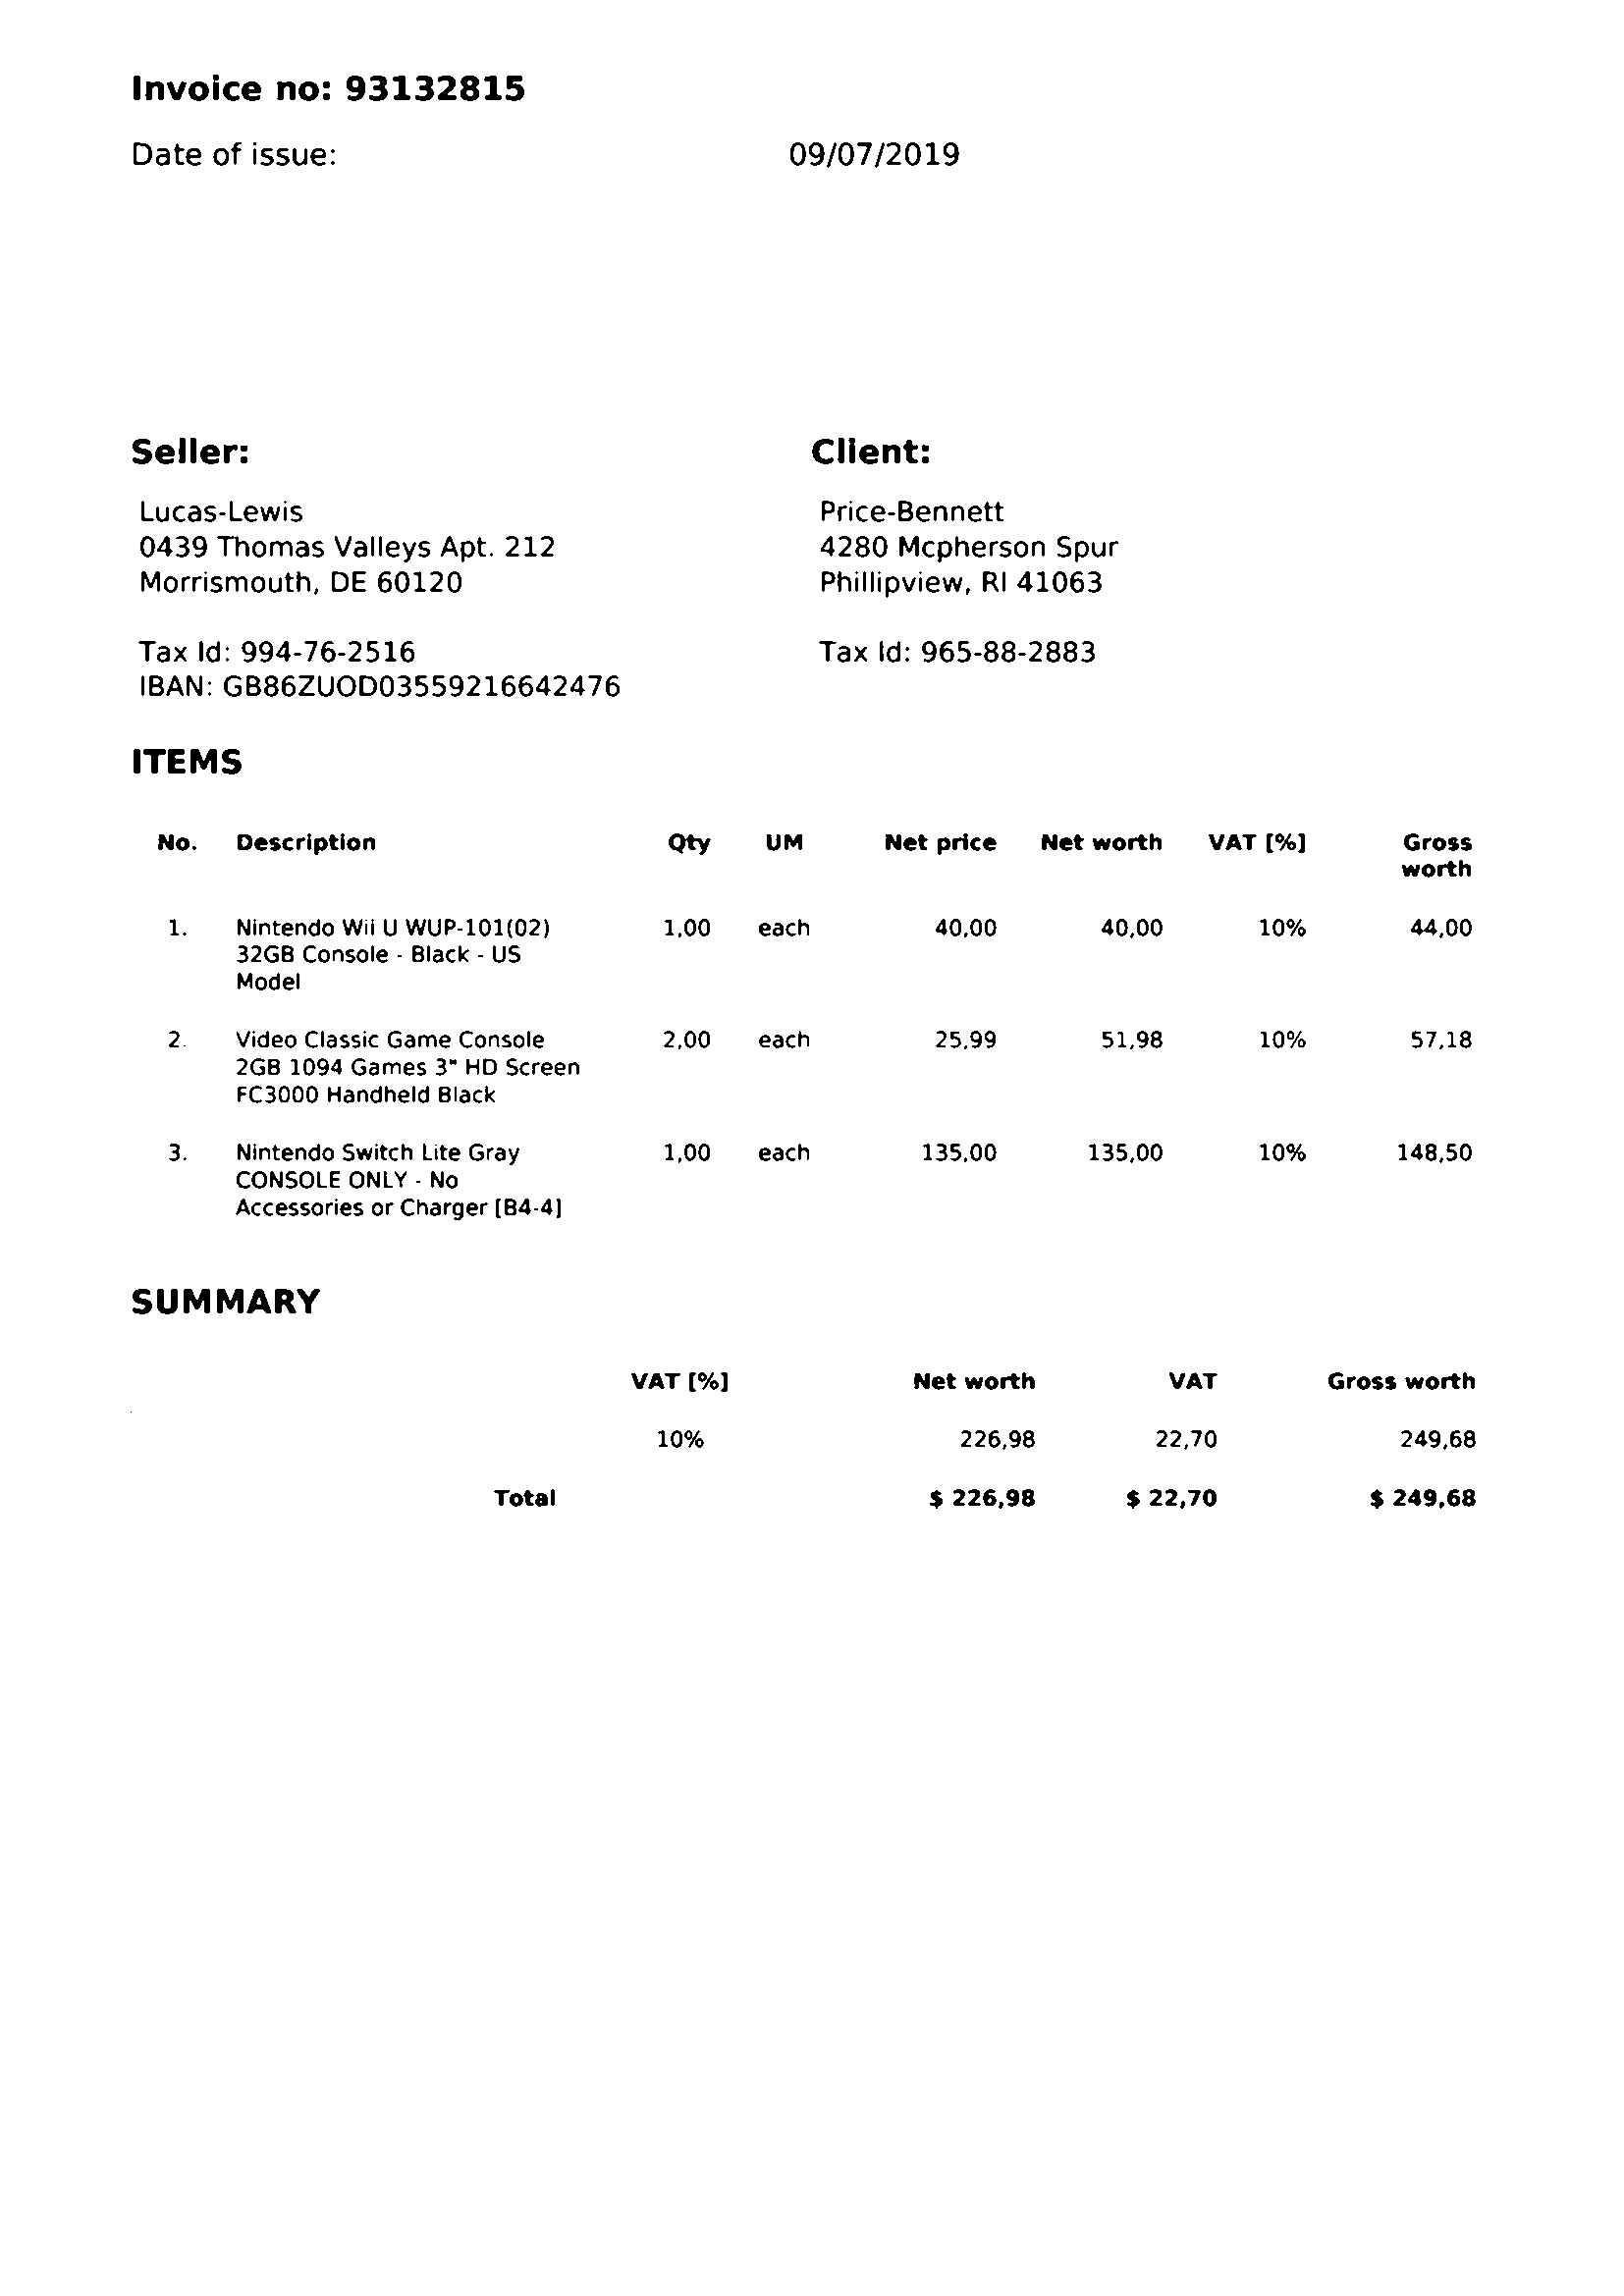 Invoice no: 93132815
Date of issue: 09/07/2019
Seller:
Lucas-Lewis
0439 Thomas Valleys Apt. 212
Morrismouth, DE 60120
Tax Id: 994-76-2516
IBAN: GB86ZUOD03559216642476
Client:
Price-Bennett
4280 Mcpherson Spur
Phillipview, RI 41063
Tax Id: 965-88-2883
ITEMS
No. Description Qty UM Net price Net worth VAT [%] Gross
worth
1. Nintendo Wii U WUP-101(02) 1,00 each 40,00 40,00 10% 44,00
32GB Console - Black - US
Model
2. Video Classic Game Console 2,00 each 25,99 51,98 10% 57,18
2GB 1094 Games 3" HD Screen
FC3000 Handheld Black
3. Nintendo Switch Lite Gray 1,00 each 135,00 135,00 10% 148,50
CONSOLE ONLY - No
Accessories or Charger [B4-4]
SUMMARY
VAT [%] Net worth VAT Gross worth
10% 226,98 22,70 249,68
Total $ 226,98 $ 22,70 $ 249,68